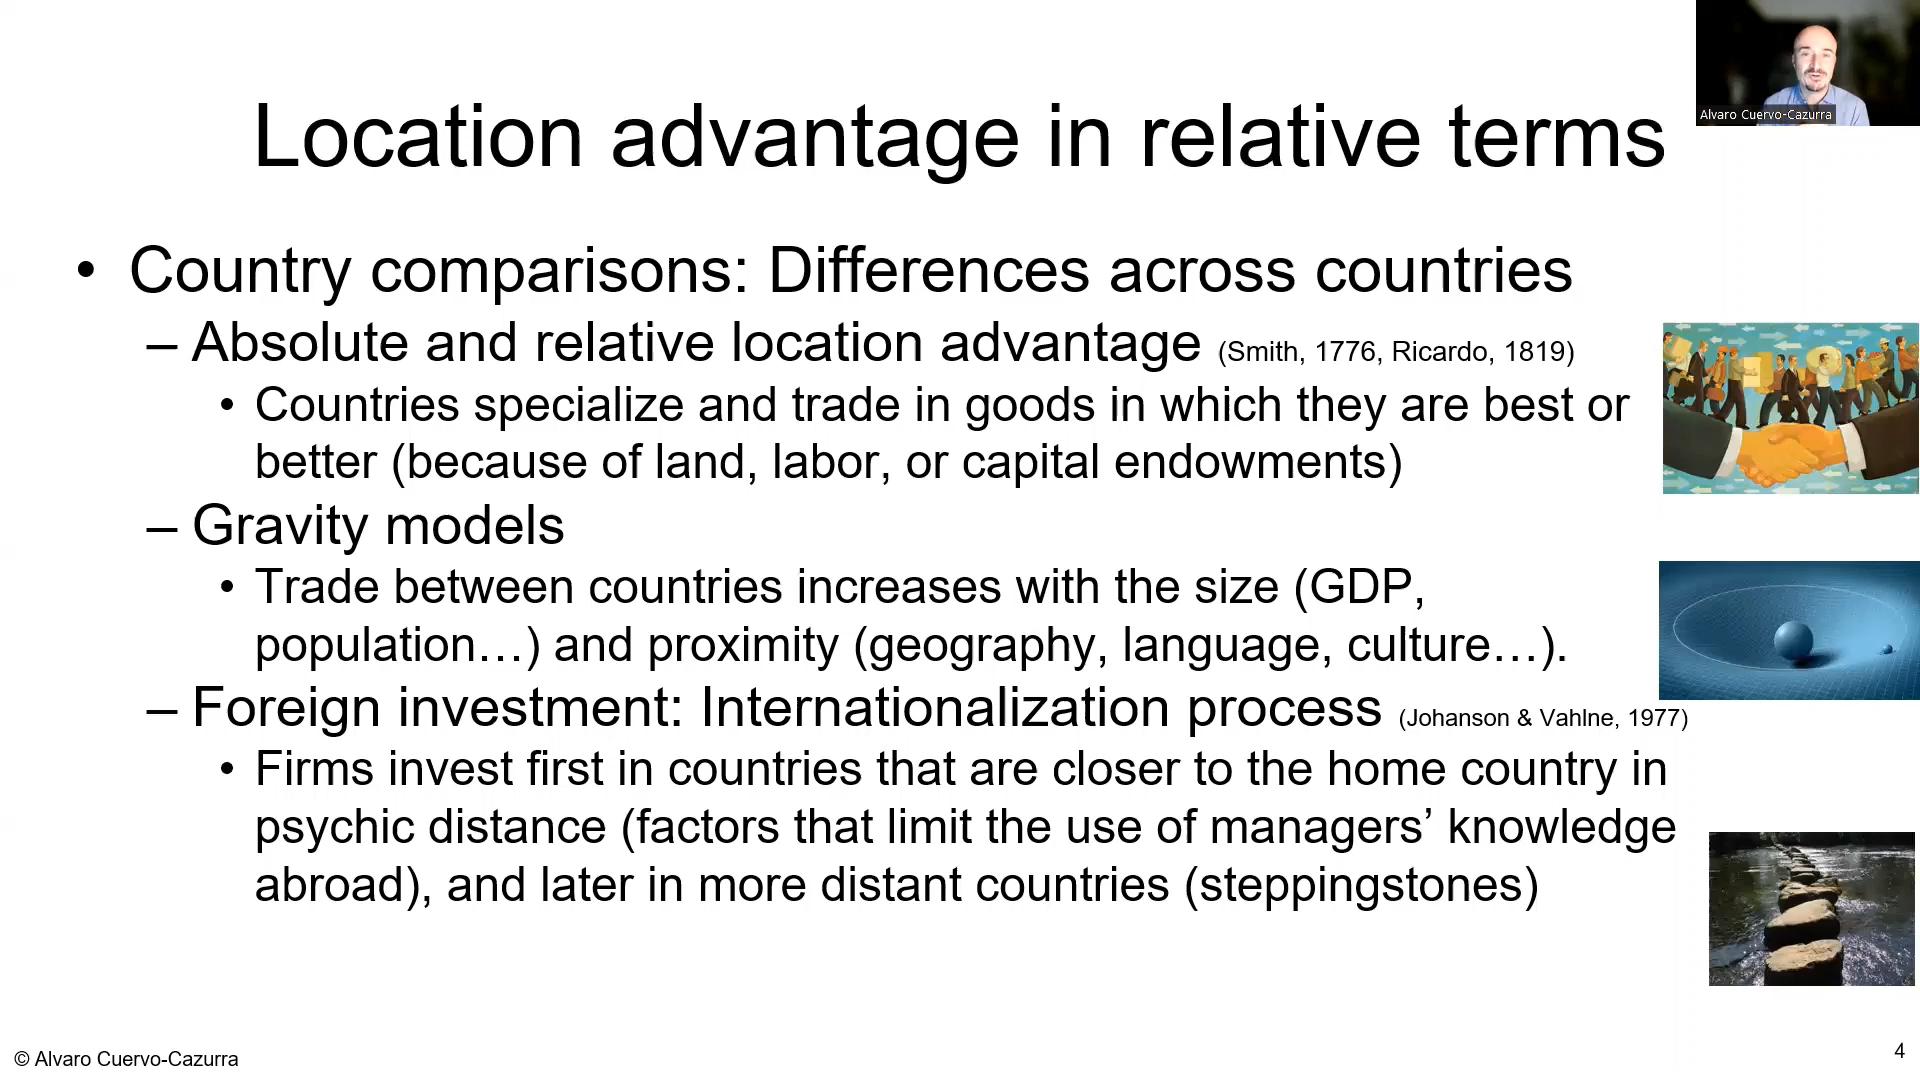 Alvaro Cuervo-Cazurra
Location advantage in relative terms
• Country comparisons: Differences across countries
– Absolute and relative location advantage (Smith, 1776, Ricardo, 1819)
• Countries specialize and trade in goods in which they are best or
better (because of land, labor, or capital endowments)
– Gravity models
• Trade between countries increases with the size (GDP,
population…) and proximity (geography, language, culture…).
– Foreign investment: Internationalization process (Johanson & Vahlne, 1977)
• Firms invest first in countries that are closer to the home country in
psychic distance (factors that limit the use of managers’ knowledge
abroad), and later in more distant countries (steppingstones)
© Alvaro Cuervo-Cazurra
4